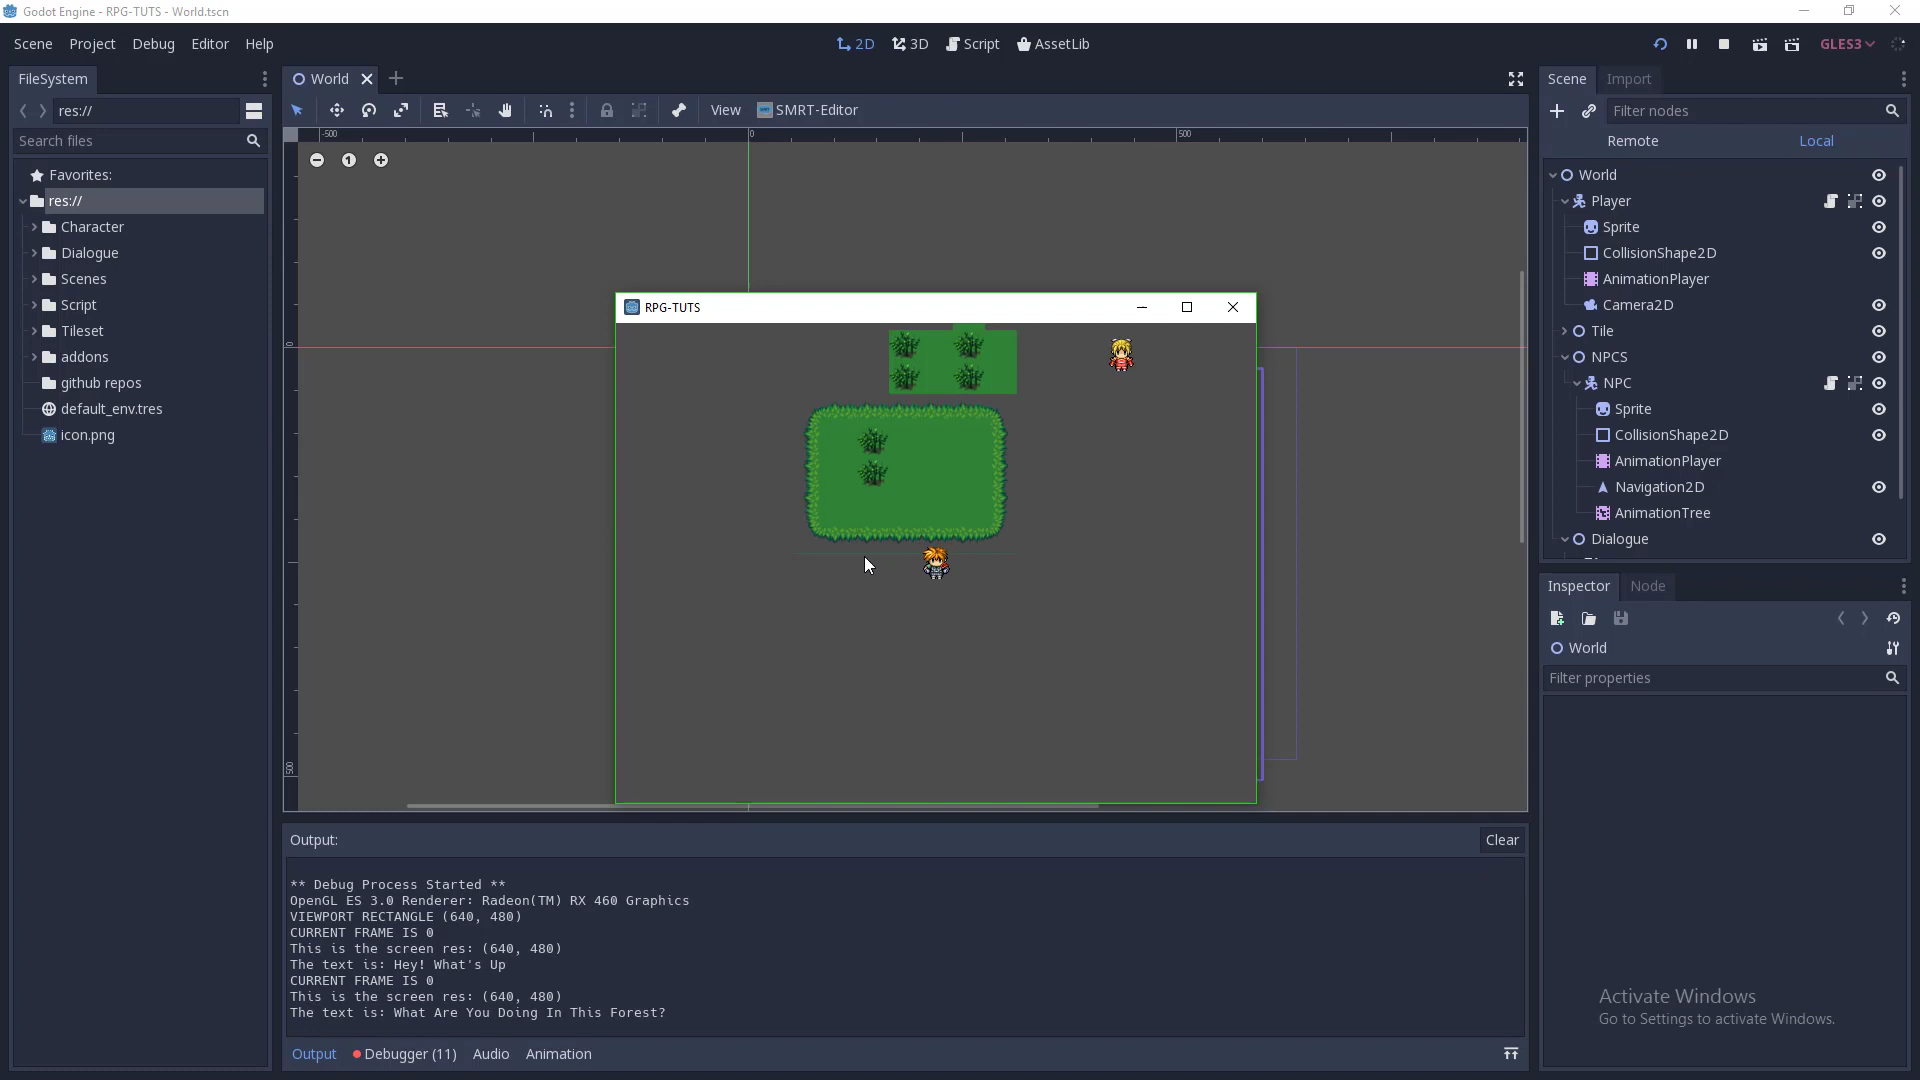 Godot Engine - RPG-TUTS - World.tscn
Scene Project Debug Editor Help
2D 3D Script AssetLib
GLES3
FileSystem
res://
Search files
Favorites:
res://
Character
Dialogue
Scenes
Script
Tileset
addons
github repos
default_env.tres
icon.png
World
View SMRT-Editor
-500 0 500
1
0
500
RPG-TUTS
Output:
Clear
** Debug Process Started **
OpenGL ES 3.0 Renderer: Radeon(TM) RX 460 Graphics
VIEWPORT RECTANGLE (640, 480)
CURRENT FRAME IS 0
This is the screen res: (640, 480)
The text is: Hey! What's Up
CURRENT FRAME IS 0
This is the screen res: (640, 480)
The text is: What Are You Doing In This Forest?
Output Debugger (11) Audio Animation
Scene Import
Filter nodes
Remote Local
World
Player
Sprite
CollisionShape2D
AnimationPlayer
Camera2D
Tile
NPCS
NPC
Sprite
CollisionShape2D
AnimationPlayer
Navigation2D
AnimationTree
Dialogue
Inspector Node
World
Filter properties
Activate Windows
Go to Settings to activate Windows.